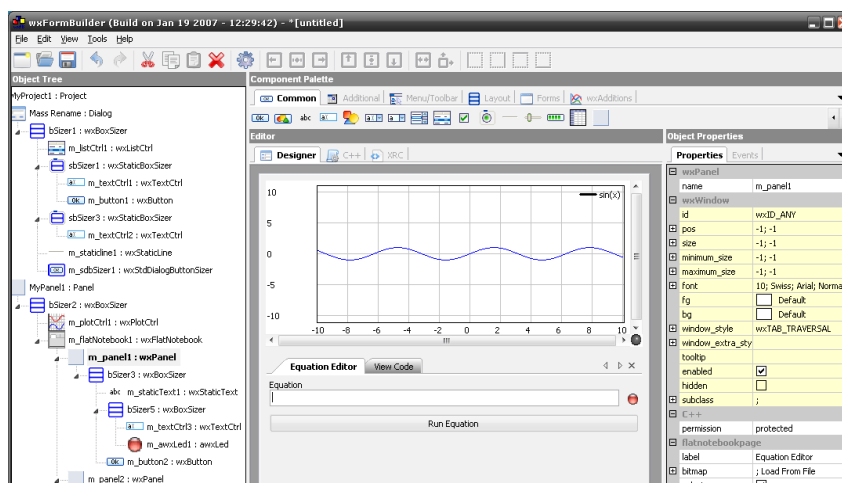 wxFormBuilder (Build on Jan 19 2007 - 12:29:42) - *[untitled]
File Edit View Tools Help
Object Tree
MyProject1 : Project
Mass Rename : Dialog
bSizer1 : wxBoxSizer
m_listCtrl1 : wxListCtrl
sbSizer1 : wxStaticBoxSizer
m_textCtrl1 : wxTextCtrl
m_button1 : wxButton
sbSizer3 : wxStaticBoxSizer
m_textCtrl2 : wxTextCtrl
m_staticline1 : wxStaticLine
m_sdbSizer1 : wxStdDialogButtonSizer
MyPanel1 : Panel
bSizer2 : wxBoxSizer
m_plotCtrl1 : wxPlotCtrl
m_flatNotebook1 : wxFlatNotebook
m_panel1 : wxPanel
bSizer3 : wxBoxSizer
abc m_staticText1 : wxStaticText
bSizer5 : wxBoxSizer
m_textCtrl3 : wxTextCtrl
m_awxLed1 : awxLed
Ok m_button2 : wxButton
m_panel2 : wxPanel
Component Palette
Common Additional Menu/Toolbar Layout Forms wxAdditions
Ok abc
Editor
Designer C++ XRC
sin(x)
10
5
0
-5
-10
-10 -8 -6 -4 -2 0 2 4 6 8 10
Equation Editor View Code
Equation
Run Equation
Object Properties
Properties Events
wxPanel
name m_panel1
wxWindow
id wxID_ANY
pos -1; -1
size -1; -1
minimum_size -1; -1
maximum_size -1; -1
font 10; Swiss; Arial; Norma
fg Default
bg Default
window_style wxTAB_TRAVERSAL
window_extra_sty
tooltip
enabled
hidden
subclass ;
C++
permission protected
flatnotebookpage
label Equation Editor
bitmap ; Load From File